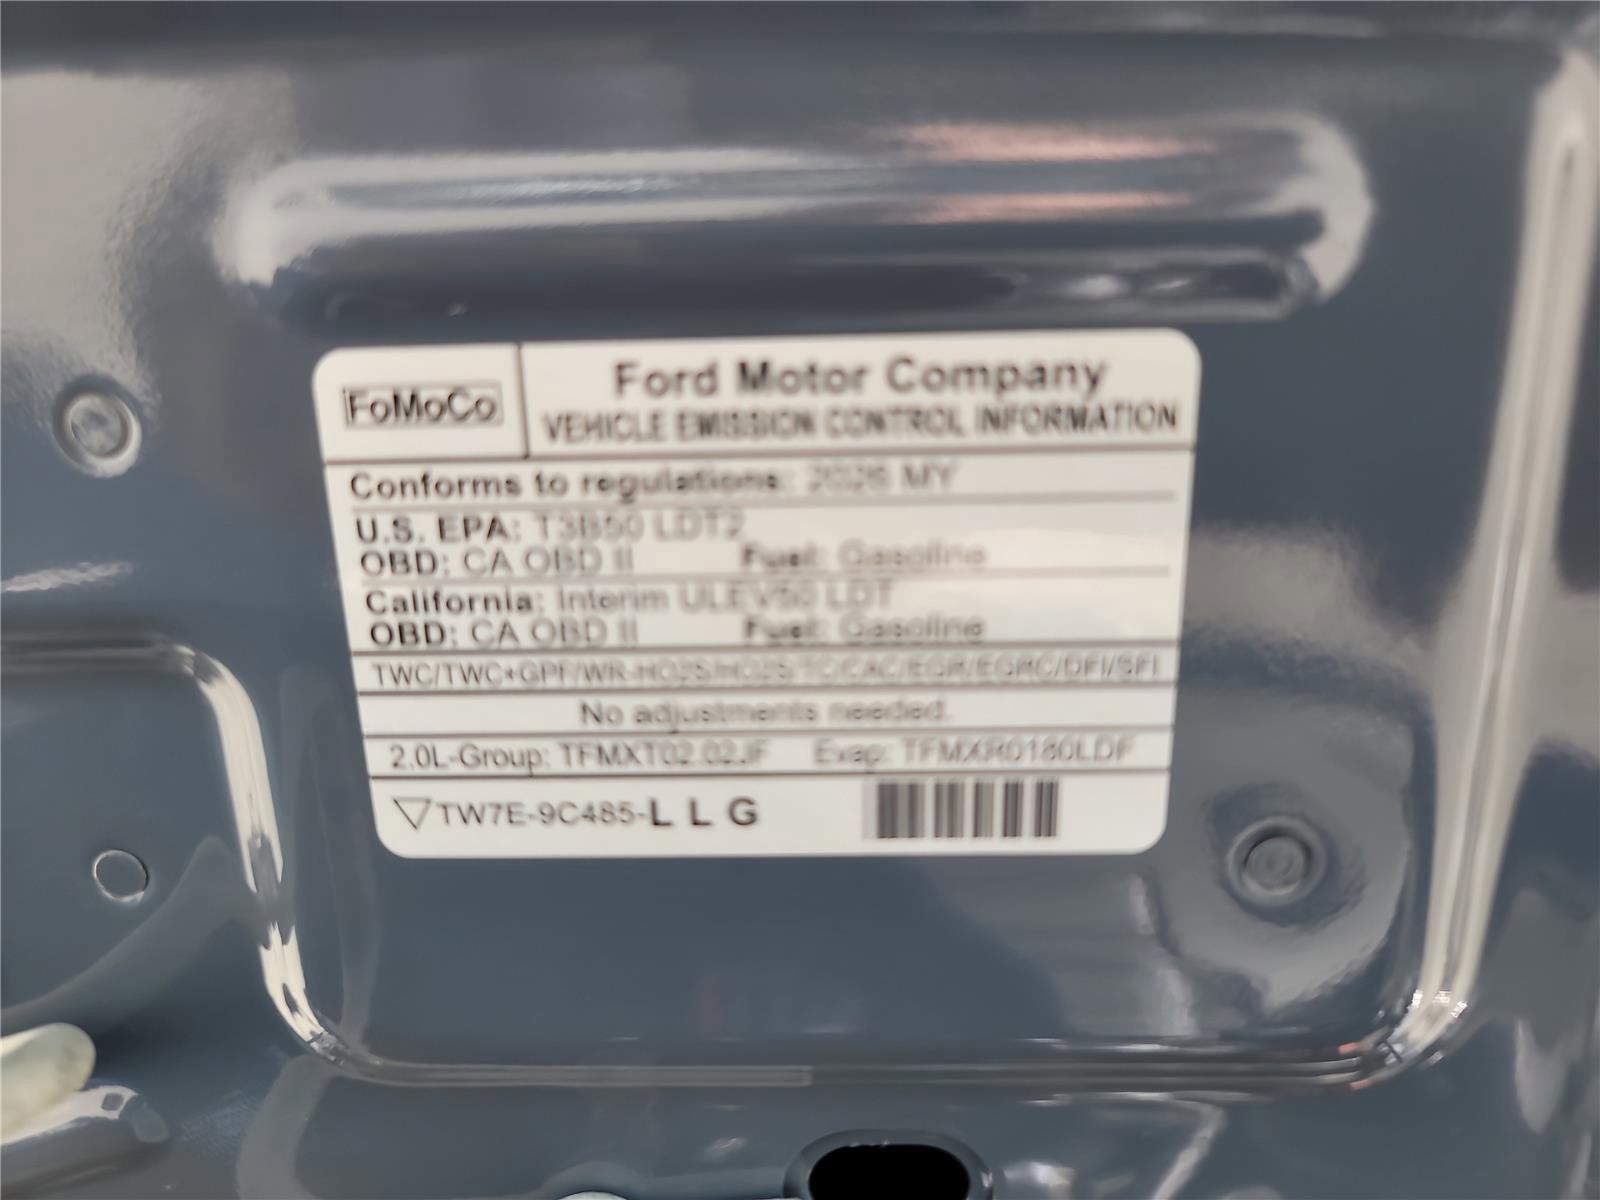 FoMoCo
Ford Motor Company
VEHICLE EMISSION CONTROL INFORMATION
Conforms to regulations: 2026 MY
U.S. EPA: T3B50 LDT2
OBD: CA OBD II Fuel: Gasoline
California: Interim ULEV50 LDT
OBD: CA OBD II Fuel: Gasoline
TWC/TWC+GPF/WR-HO2S/HO2S/TC/CAC/EGR/EGRC/DFI/SFI
No adjustments needed.
2.0L-Group: TFMXT02.02JF Evap: TFMXR0180LDF
TW7E-9C485-L L G